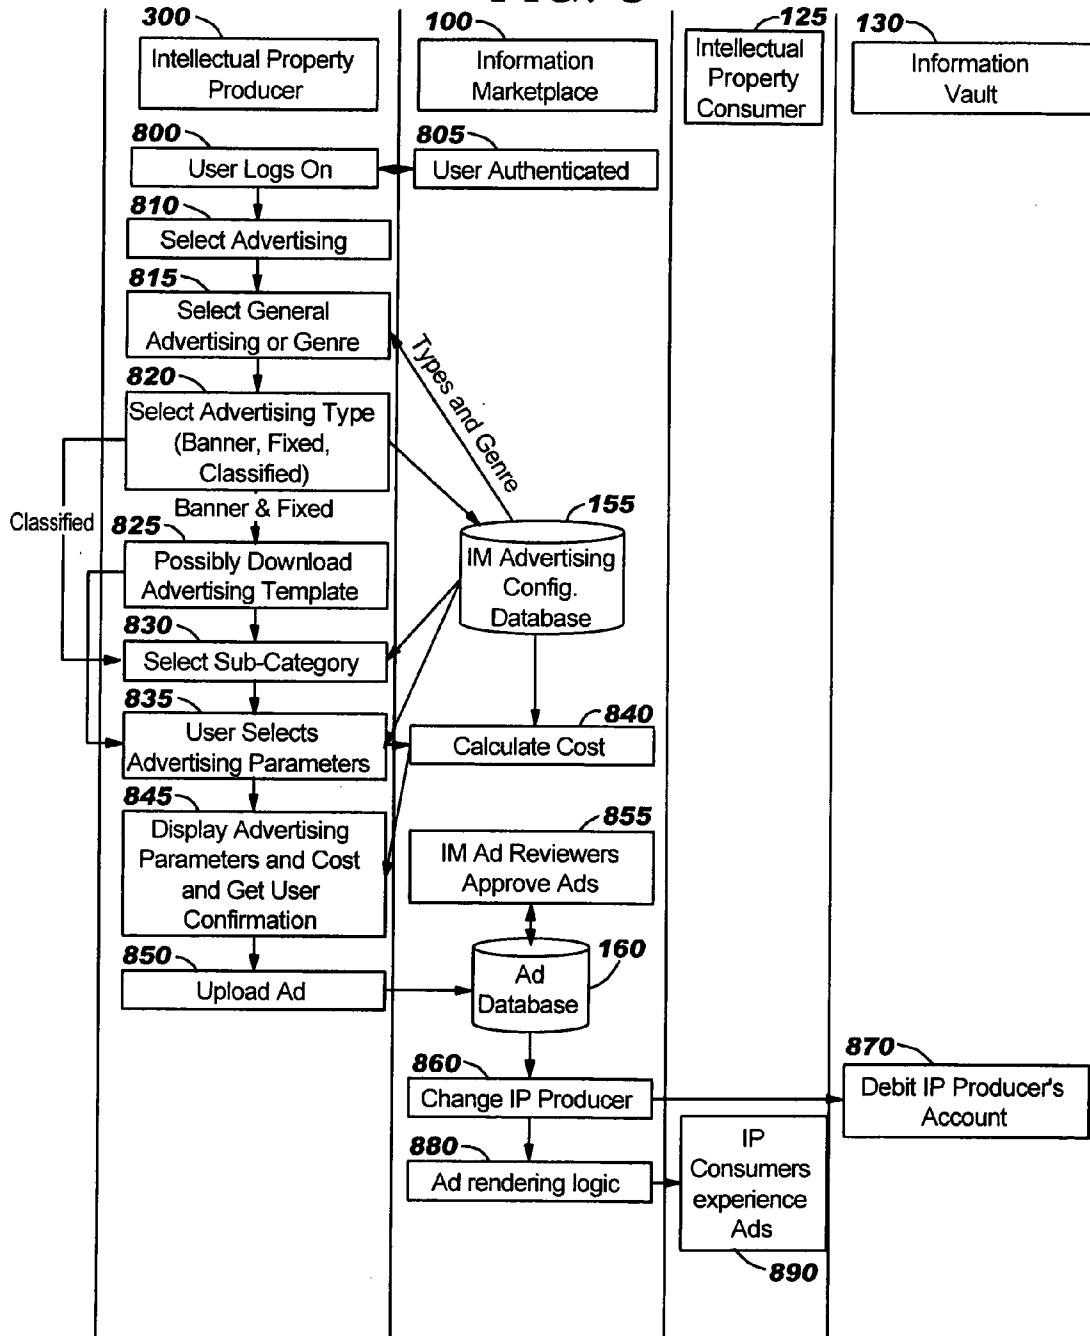 300
Intellectual Property
Producer
100
Information
Marketplace
125
Intellectual
Property
Consumer
130
Information
Vault
800
User Logs On
805
User Authenticated
810
Select Advertising
815
Select General
Advertising or Genre
Types and Genre
820
Select Advertising Type
(Banner, Fixed,
Classified)
Banner & Fixed
Classified
155
IM Advertising
Config.
Database
825
Possibly Download
Advertising Template
830
Select Sub-Category
835
User Selects
Advertising Parameters
840
Calculate Cost
845
Display Advertising
Parameters and Cost
and Get User
Confirmation
855
IM Ad Reviewers
Approve Ads
850
Upload Ad
160
Ad
Database
860
Change IP Producer
870
Debit IP Producer's
Account
880
Ad rendering logic
IP
Consumers
experience
Ads
890